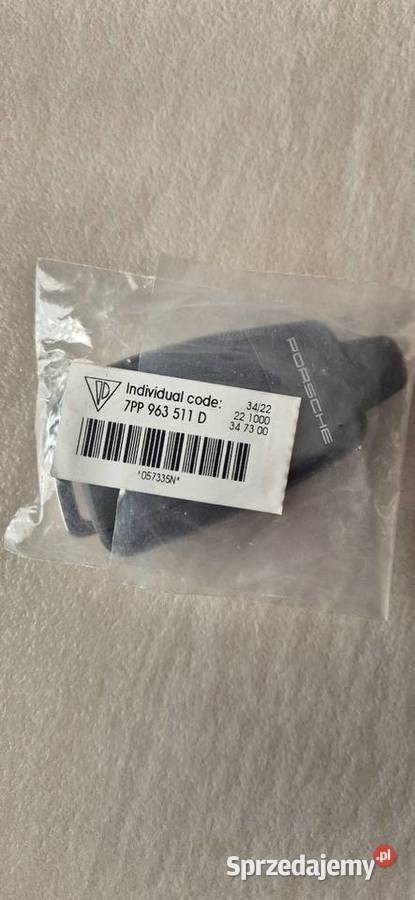 Individual code:
7PP 963 511 D
34/22
22 1000
34 73 00
*057335N*
PORSCHE
Sprzedajemy.pl